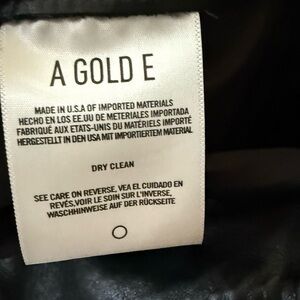 A GOLD E
MADE IN U.S.A OF IMPORTED MATERIALS
HECHO EN LOS EE.UU DE METERIALES IMPORTADA
FABRIQUÉ AUX ETATS-UNIS DU MATÉRIEL IMPORTÉ
HERGESTELLT IN DEN USA MIT IMPORTIERTEM MATERIAL
DRY CLEAN
SEE CARE ON REVERSE, VEA EL CUIDADO EN
REVÉS,VOIR LE SOIN SUR L'INVERSE,
WASCHHINWEISE AUF DER RÜCKSEITE